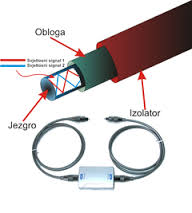 Obloga
Svjetlosni signal 1
Svjetlosni signal 2
Jezgro
Izolator